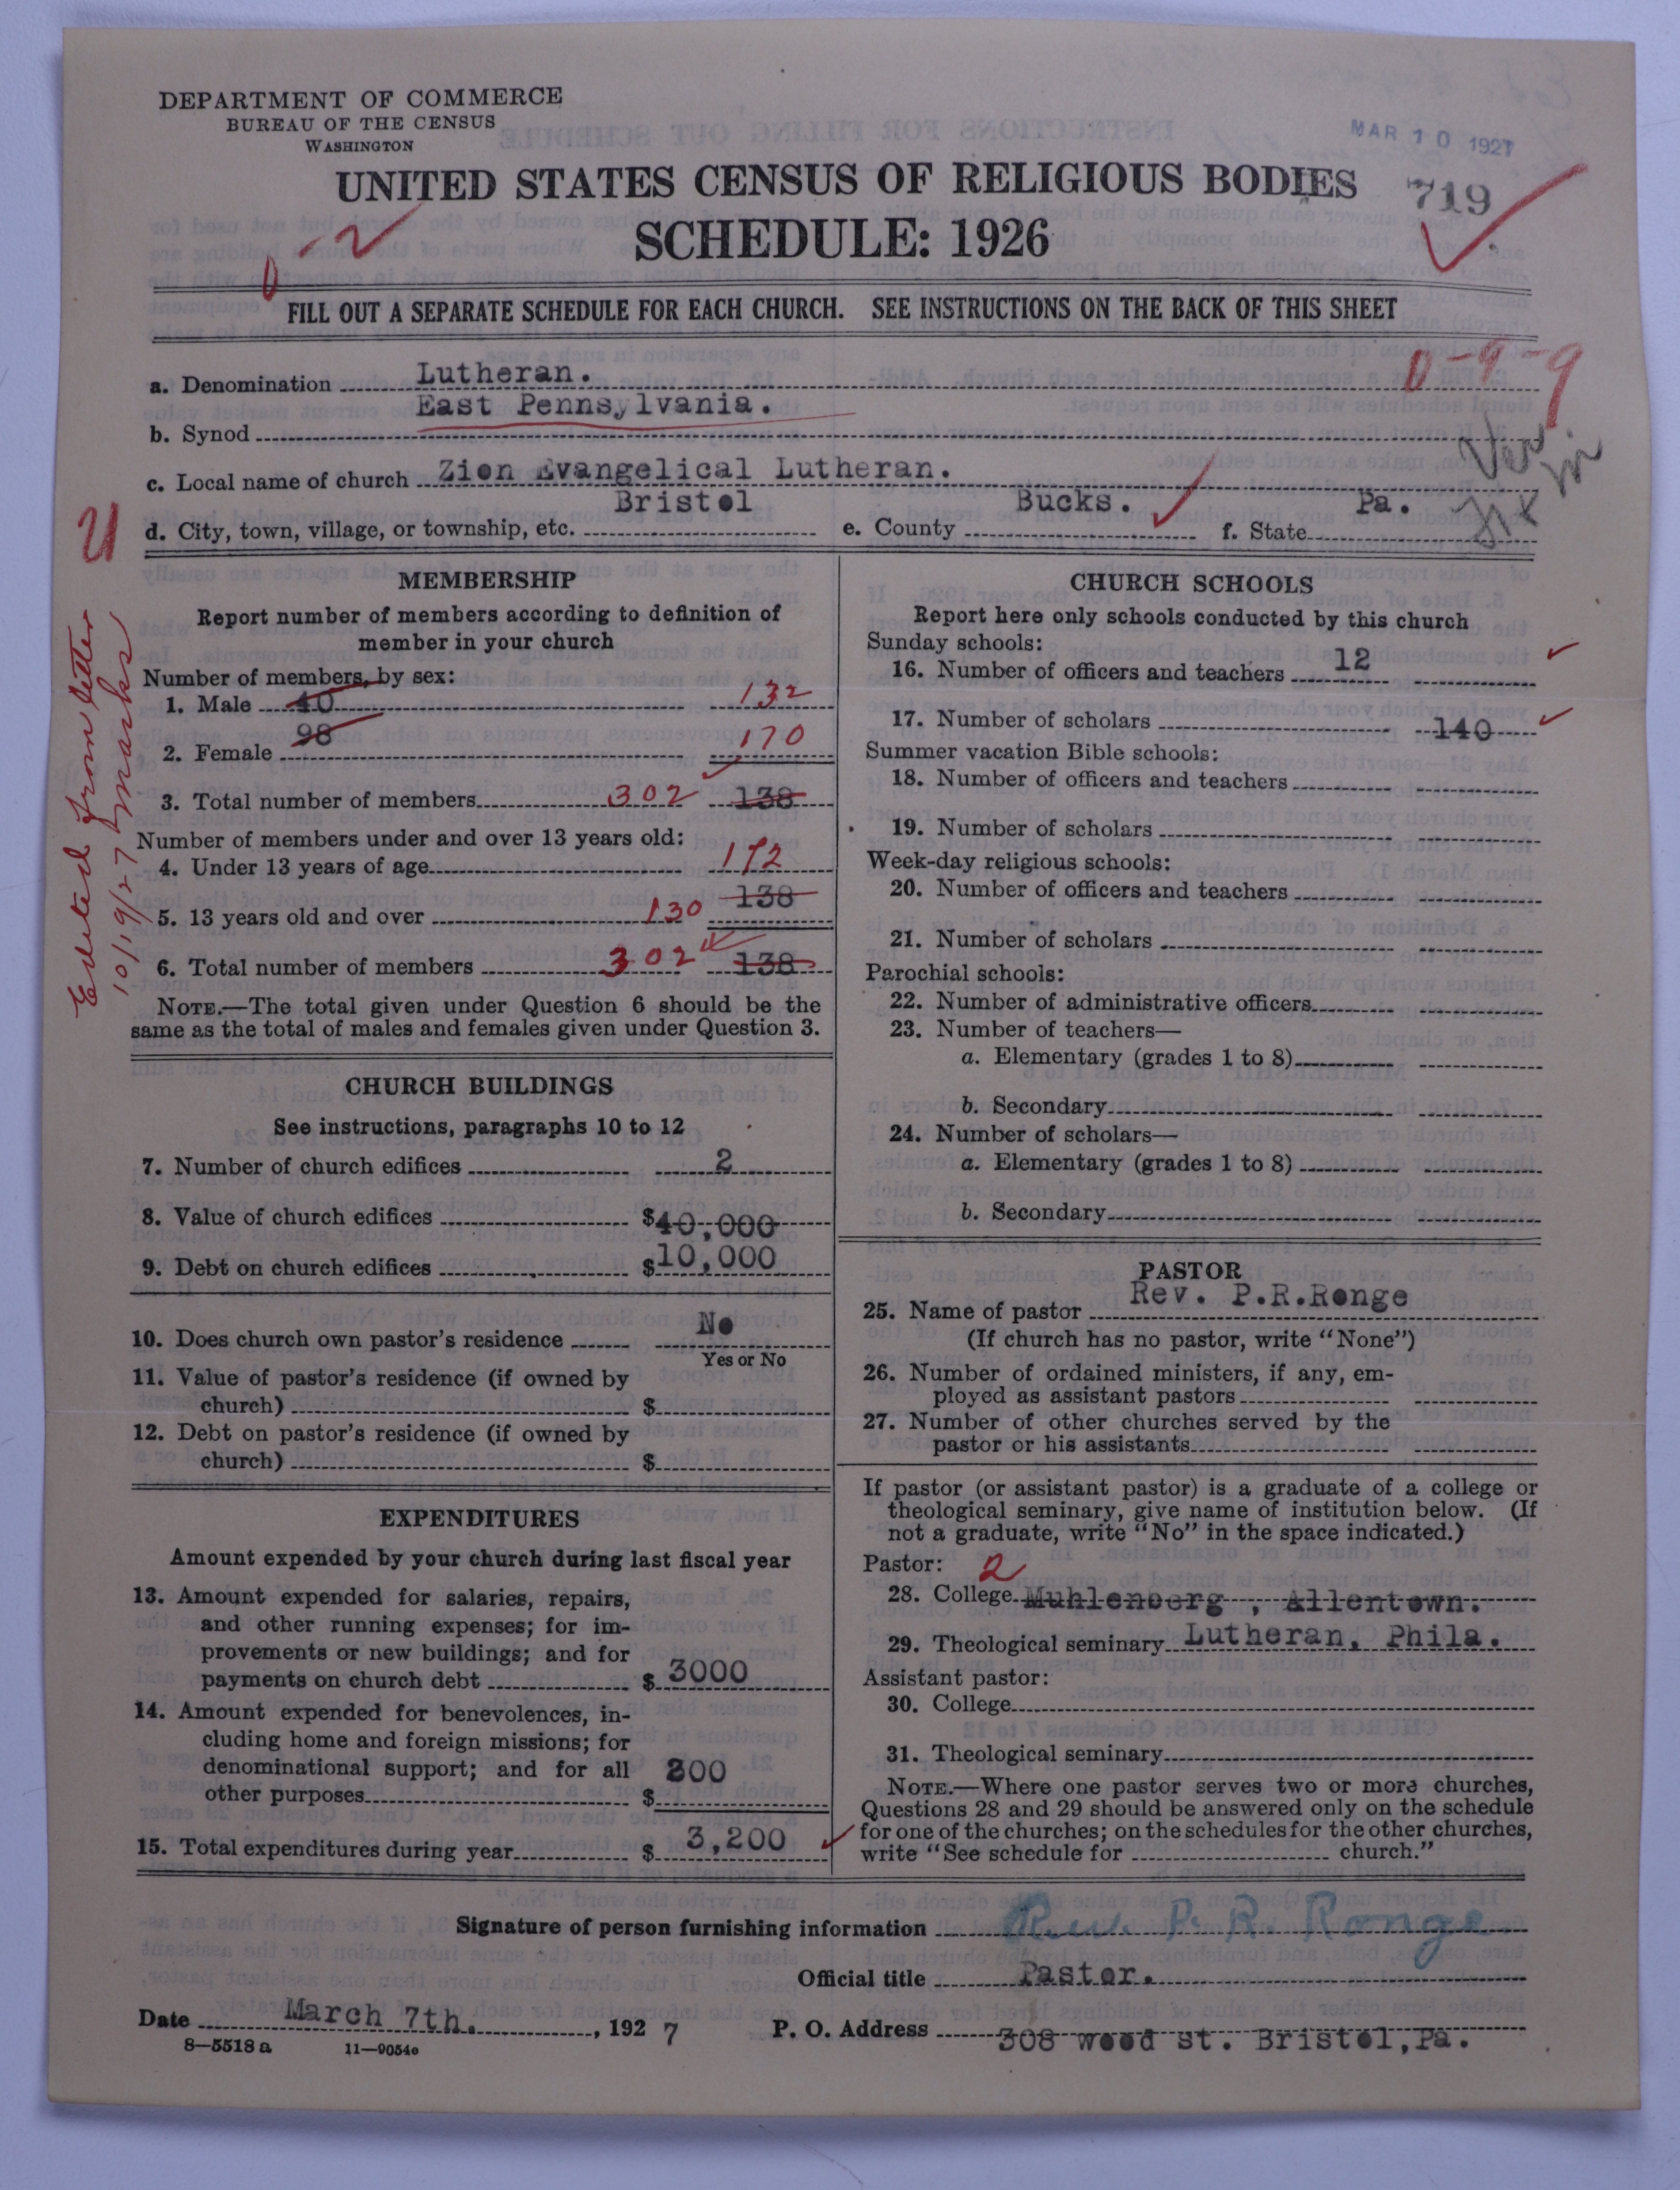 DEPARTMENT OF COMMERCE
BUREAU OF THE CENSUS
WASHINGTON
MAR 10 1927
UNITED STATES CENSUS OF RELIGIOUS BODIES
719
SCHEDULE: 1926
0-2
FILL OUT A SEPARATE SCHEDULE FOR EACH CHURCH. SEE INSTRUCTIONS ON THE BACK OF THIS SHEET
a. Denomination Lutheran.
0-9-9
b. Synod East Pennsylvania.
c. Local name of church Zion Evangelical Lutheran.
d. City, town, village, or township, etc. Bristol e. County Bucks. f. State Pa.
Edited from letter
10/19/27 Marks
MEMBERSHIP
Report number of members according to definition of
member in your church
Number of members, by sex:
1. Male 40 132
2. Female 98 170
3. Total number of members 302 138
Number of members under and over 13 years old:
4. Under 13 years of age 172
5. 13 years old and over 130 138
6. Total number of members 302 138
NOTE.—The total given under Question 6 should be the
same as the total of males and females given under Question 3.
CHURCH BUILDINGS
See instructions, paragraphs 10 to 12
7. Number of church edifices 2
8. Value of church edifices $40,000
9. Debt on church edifices $10,000
10. Does church own pastor's residence No
Yes or No
11. Value of pastor's residence (if owned by
church) $
12. Debt on pastor's residence (if owned by
church) $
EXPENDITURES
Amount expended by your church during last fiscal year
13. Amount expended for salaries, repairs,
and other running expenses; for im-
provements or new buildings; and for
payments on church debt $ 3000
14. Amount expended for benevolences, in-
cluding home and foreign missions; for
denominational support; and for all
other purposes $ 200
15. Total expenditures during year $ 3,200
CHURCH SCHOOLS
Report here only schools conducted by this church
Sunday schools:
16. Number of officers and teachers 12
17. Number of scholars 140
Summer vacation Bible schools:
18. Number of officers and teachers
19. Number of scholars
Week-day religious schools:
20. Number of officers and teachers
21. Number of scholars
Parochial schools:
22. Number of administrative officers
23. Number of teachers—
a. Elementary (grades 1 to 8)
b. Secondary
24. Number of scholars—
a. Elementary (grades 1 to 8)
b. Secondary
PASTOR
25. Name of pastor Rev. P.R.Ronge
(If church has no pastor, write "None")
26. Number of ordained ministers, if any, em-
ployed as assistant pastors
27. Number of other churches served by the
pastor or his assistants
If pastor (or assistant pastor) is a graduate of a college or
theological seminary, give name of institution below. (If
not a graduate, write "No" in the space indicated.)
Pastor: 2
28. College Muhlenberg , Allentown.
29. Theological seminary Lutheran, Phila.
Assistant pastor:
30. College
31. Theological seminary
NOTE.—Where one pastor serves two or more churches,
Questions 28 and 29 should be answered only on the schedule
for one of the churches; on the schedules for the other churches,
write "See schedule for church."
Signature of person furnishing information Rev. P. R. Ronge
Official title Pastor.
Date March 7th. , 1927 P. O. Address 308 wood st. Bristol,Pa.
8—5518 a 11—9054o